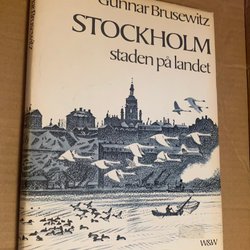 Gunnar Brusewitz
STOCKHOLM
staden på landet
W&W